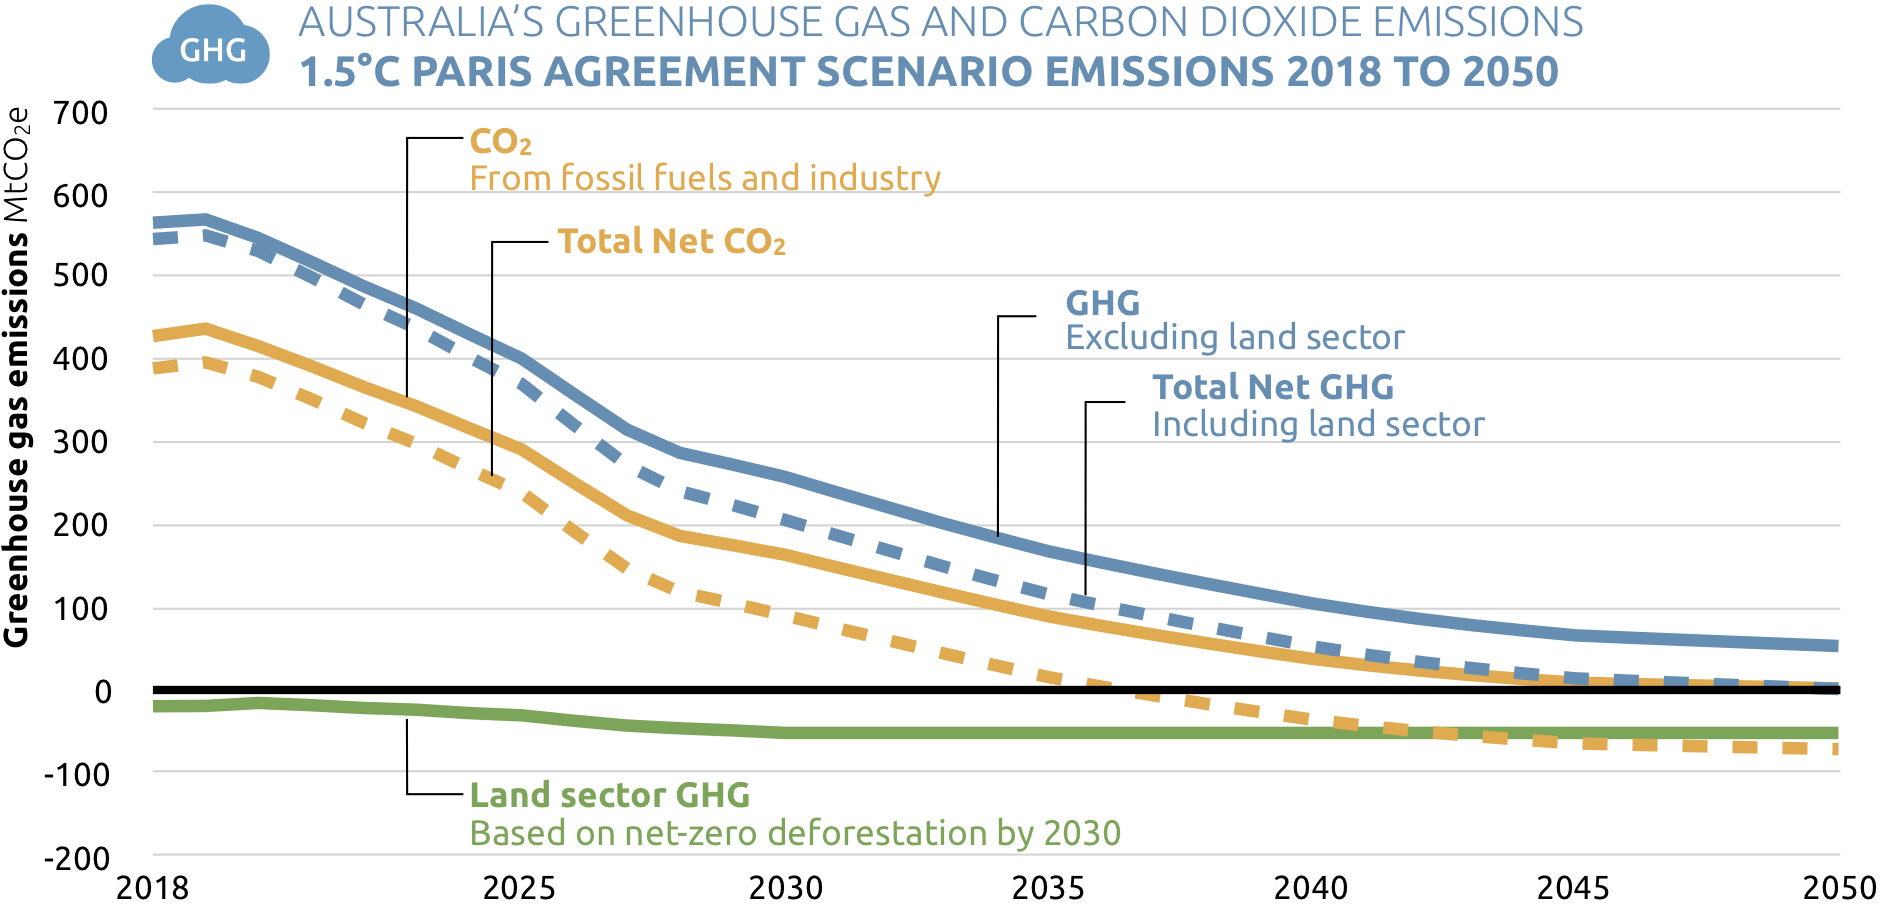 GHG
AUSTRALIA’S GREENHOUSE GAS AND CARBON DIOXIDE EMISSIONS
1.5°C PARIS AGREEMENT SCENARIO EMISSIONS 2018 TO 2050
Greenhouse gas emissions MtCO₂e
700
600
500
400
300
200
100
0
-100
-200
CO₂
From fossil fuels and industry
Total Net CO₂
GHG
Excluding land sector
Total Net GHG
Including land sector
Land sector GHG
Based on net-zero deforestation by 2030
2018 2025 2030 2035 2040 2045 2050